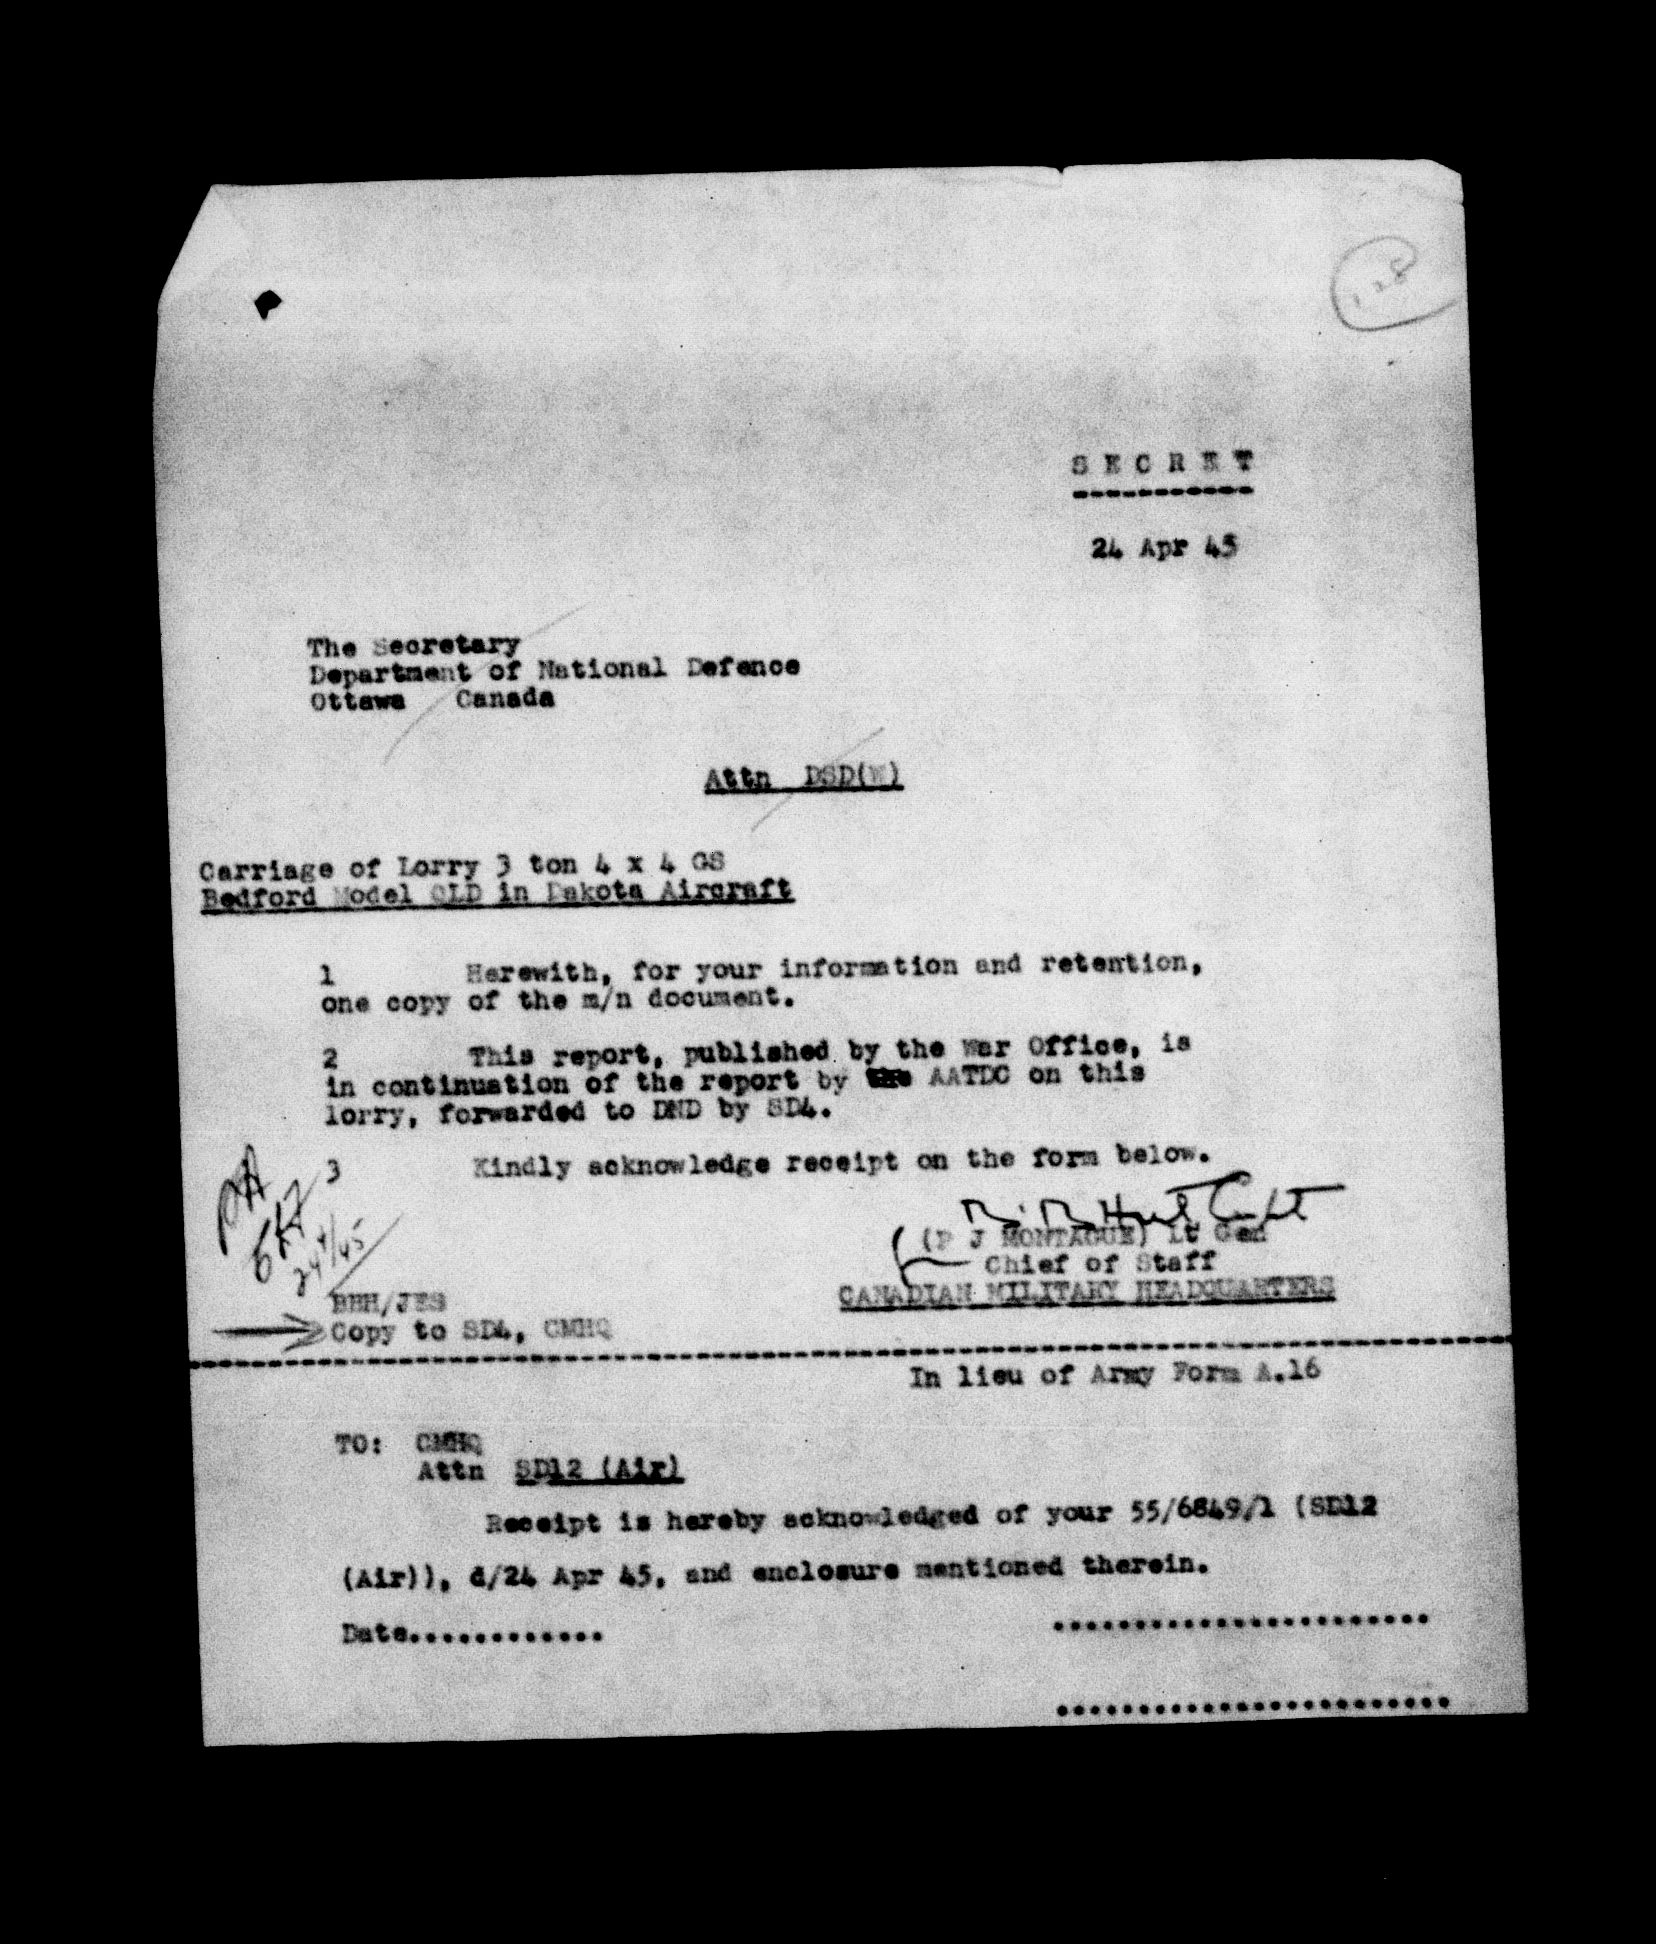 128
S E C R E T
24 Apr 45
The Secretary
Department of National Defence
Ottawa Canada
Attn DSD(W)
Carriage of Lorry 3 ton 4 x 4 GS
Bedford Model QLD in Dakota Aircraft
1 Herewith, for your information and retention,
one copy of the m/n document.
2 This report, published by the War Office, is
in continuation of the report by the AATDC on this
lorry, forwarded to DND by SD4.
3 Kindly acknowledge receipt on the form below.
PA
24/4/45
(P J MONTAGUE) Lt Gen
Chief of Staff
CANADIAN MILITARY HEADQUARTERS
BBH/JES
Copy to SD4, CMHQ
In lieu of Army Form A.16
TO: CMHQ
Attn SD12 (Air)
Receipt is hereby acknowledged of your 55/6849/1 (SD12
(Air)), d/24 Apr 45, and enclosure mentioned therein.
Date............ .......................
........................